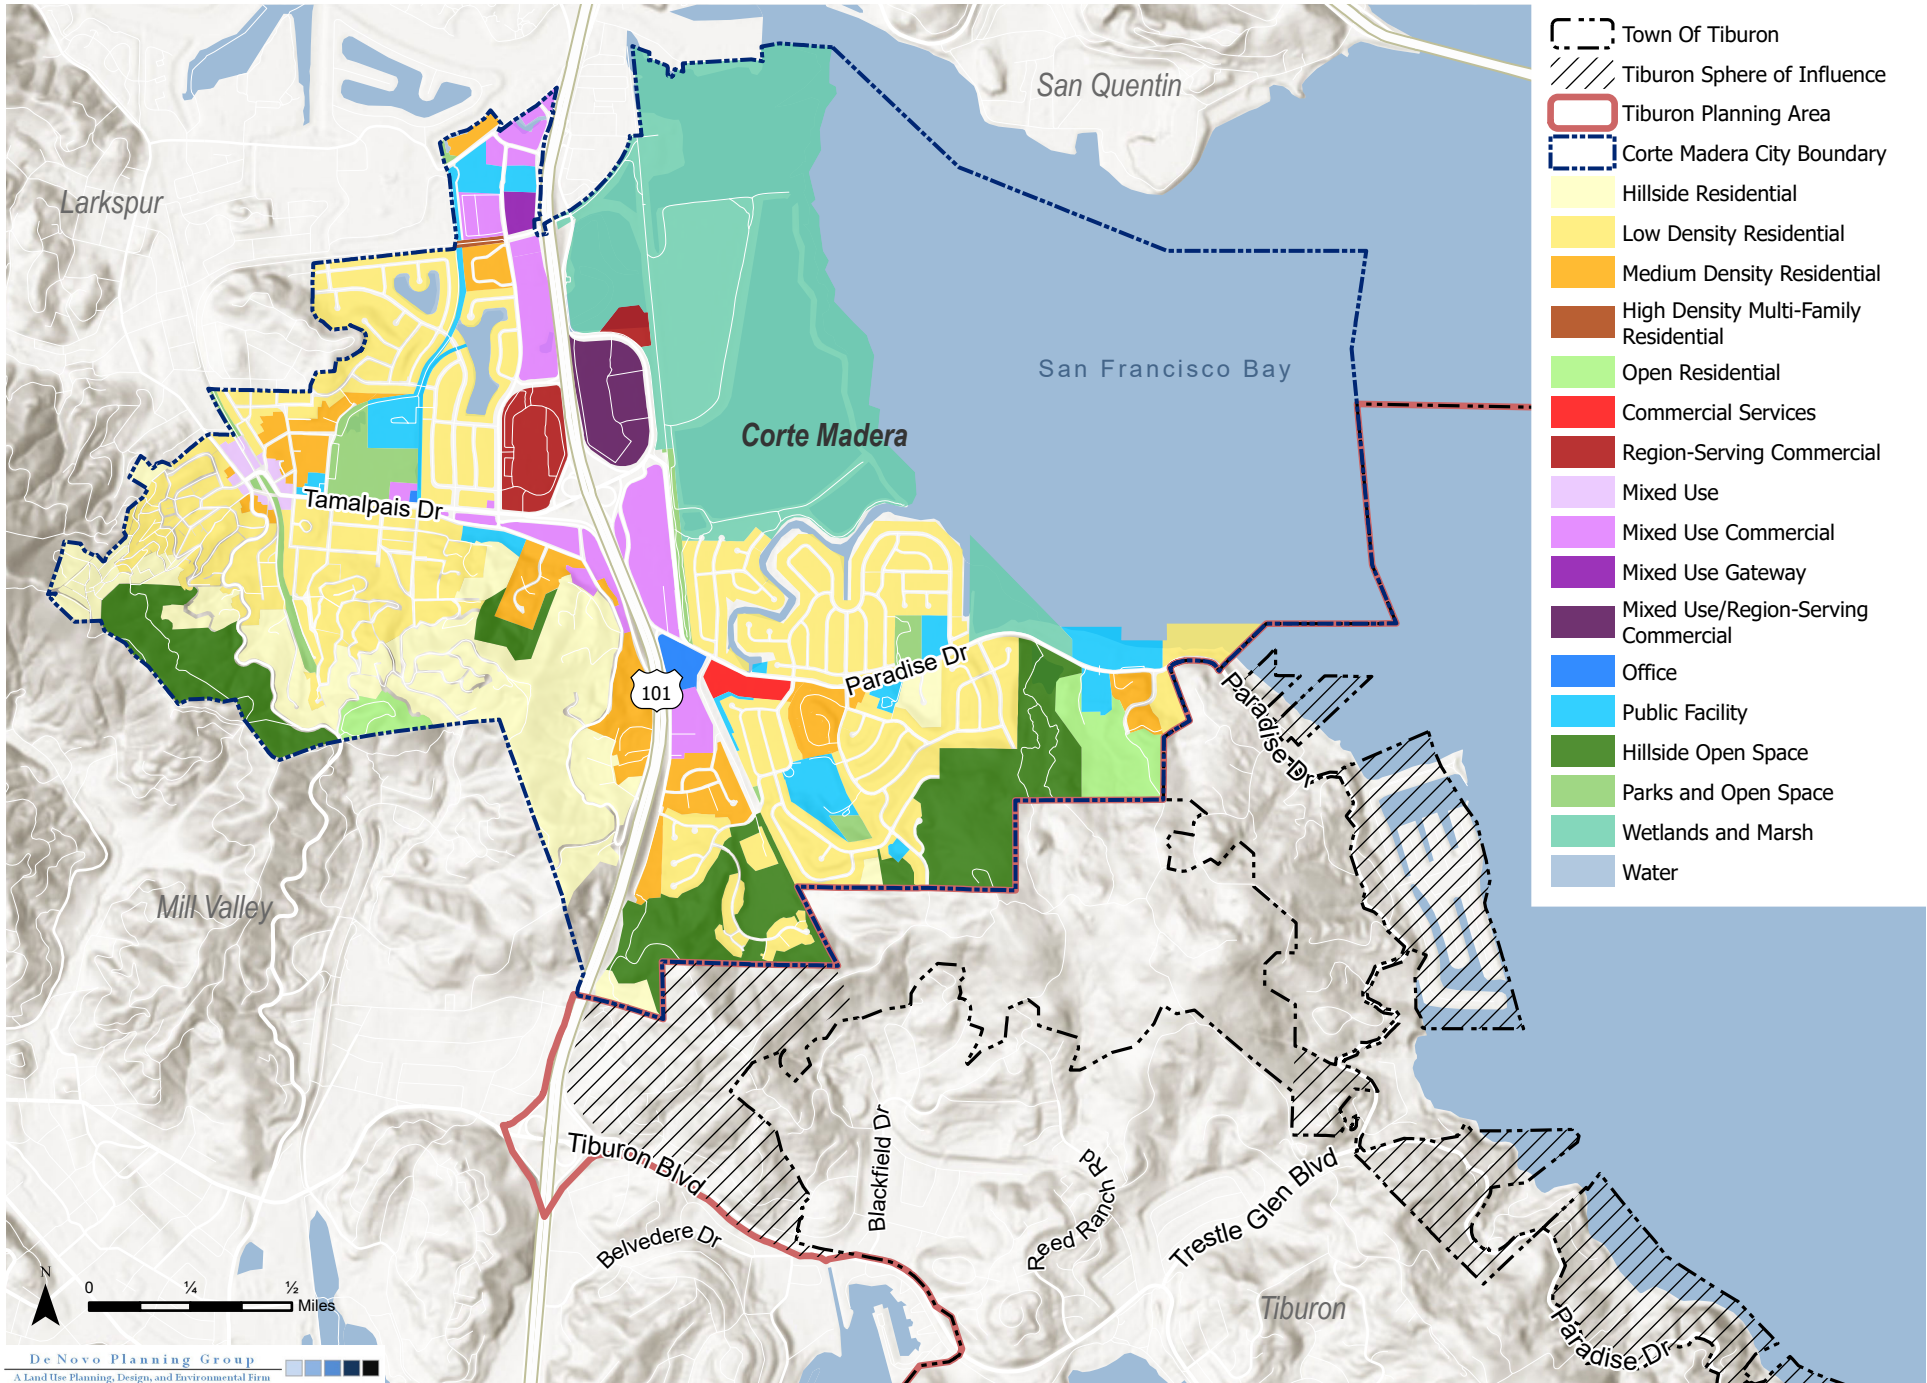 San Quentin
Larkspur
San Francisco Bay
Corte Madera
Tamalpais Dr
Paradise Dr
101
Paradise Dr
Mill Valley
Tiburon Blvd
Blackfield Dr
Reed Ranch Rd
Trestle Glen Blvd
Belvedere Dr
Tiburon
Paradise Dr
N
0 ¼ ½
Miles
De Novo Planning Group
A Land Use Planning, Design, and Environmental Firm
Town Of Tiburon
Tiburon Sphere of Influence
Tiburon Planning Area
Corte Madera City Boundary
Hillside Residential
Low Density Residential
Medium Density Residential
High Density Multi-Family
Residential
Open Residential
Commercial Services
Region-Serving Commercial
Mixed Use
Mixed Use Commercial
Mixed Use Gateway
Mixed Use/Region-Serving
Commercial
Office
Public Facility
Hillside Open Space
Parks and Open Space
Wetlands and Marsh
Water